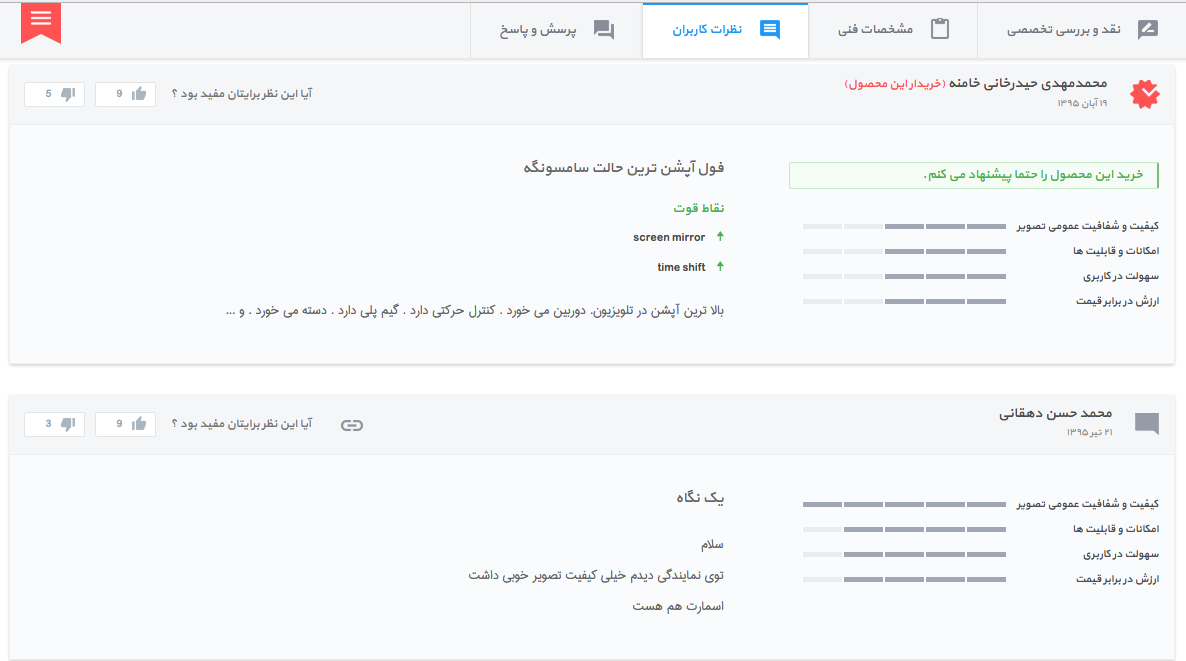 نقد و بررسی تخصصی
مشخصات فنی
نظرات کاربران
پرسش و پاسخ
محمدمهدی حیدرخانی خامنه (خریدار این محصول)
۱۹ آبان ۱۳۹۵
آیا این نظر برایتان مفید بود ؟
9
5
خرید این محصول را حتما پیشنهاد می کنم.
کیفیت و شفافیت عمومی تصویر
امکانات و قابلیت ها
سهولت در کاربری
ارزش در برابر قیمت
فول آپشن ترین حالت سامسونگه
نقاط قوت
screen mirror
time shift
بالا ترین آپشن در تلویزیون. دوربین می خورد . کنترل حرکتی دارد . گیم پلی دارد . دسته می خورد . و ...
محمد حسن دهقانی
۲۱ تیر ۱۳۹۵
آیا این نظر برایتان مفید بود ؟
9
3
کیفیت و شفافیت عمومی تصویر
امکانات و قابلیت ها
سهولت در کاربری
ارزش در برابر قیمت
یک نگاه
سلام
توی نمایندگی دیدم خیلی کیفیت تصویر خوبی داشت
اسمارت هم هست